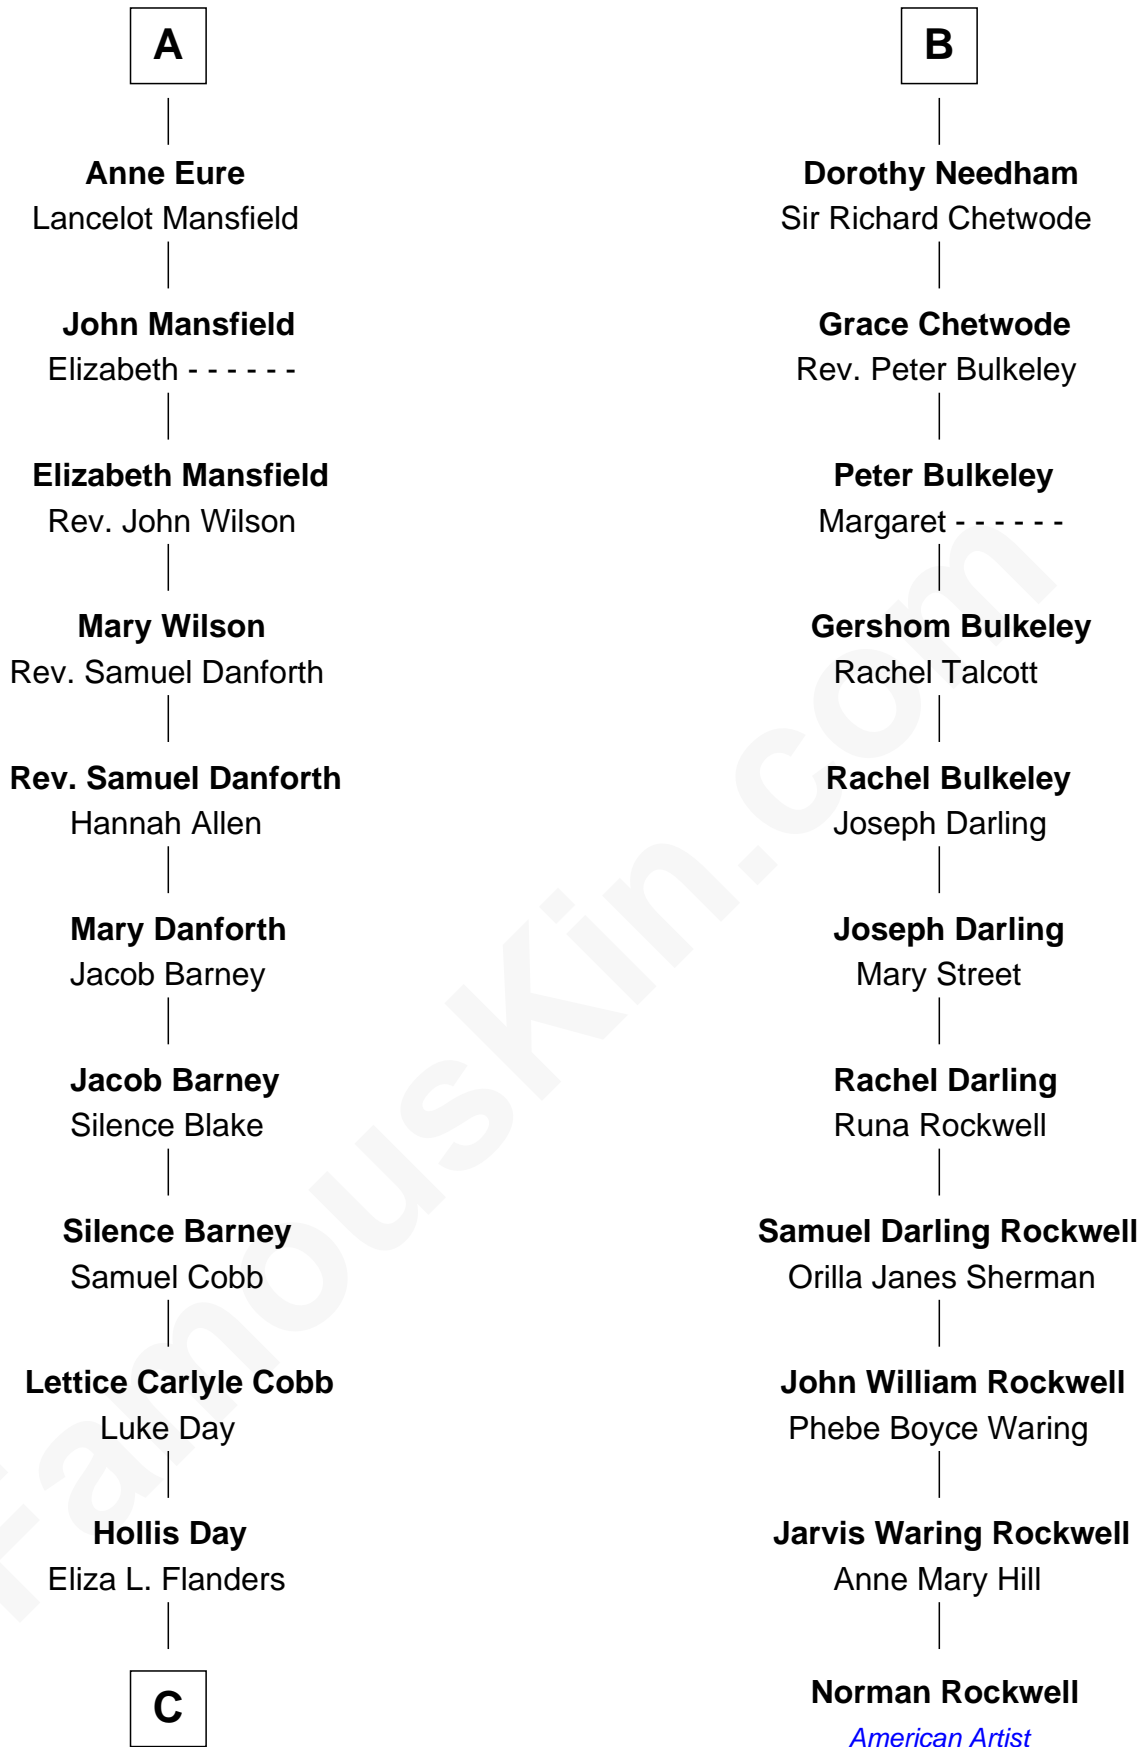 A
Anne Eure
Lancelot Mansfield
John Mansfield
Elizabeth - - - - - -
Elizabeth Mansfield
Rev. John Wilson
Mary Wilson
Rev. Samuel Danforth
Rev. Samuel Danforth
Hannah Allen
Mary Danforth
Jacob Barney
Jacob Barney
Silence Blake
Silence Barney
Samuel Cobb
Lettice Carlyle Cobb
Luke Day
Hollis Day
Eliza L. Flanders
C
B
Dorothy Needham
Sir Richard Chetwode
Grace Chetwode
Rev. Peter Bulkeley
Peter Bulkeley
Margaret - - - - - -
Gershom Bulkeley
Rachel Talcott
Rachel Bulkeley
Joseph Darling
Joseph Darling
Mary Street
Rachel Darling
Runa Rockwell
Samuel Darling Rockwell
Orilla Janes Sherman
John William Rockwell
Phebe Boyce Waring
Jarvis Waring Rockwell
Anne Mary Hill
Norman Rockwell
American Artist
FamousKin.com